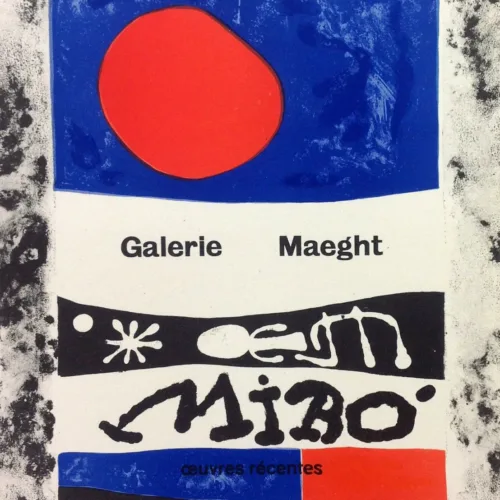 Galerie Maeght
MiRÓ
œuvres récentes